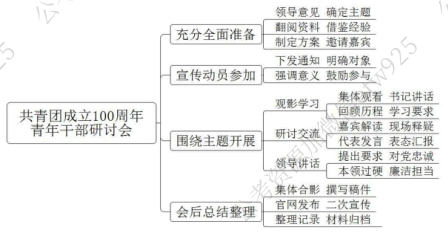 共青团成立100周年
青年干部研讨会
充分全面准备
领导意见 确定主题
翻阅资料 借鉴经验
制定方案 邀请嘉宾
宣传动员参加
下发通知 明确对象
强调意义 鼓励参与
围绕主题开展
观影学习
集体观看 书记讲话
回顾历程 学习要求
研讨交流
嘉宾解读 现场释疑
代表发言 表态汇报
领导讲话
提出要求 对党忠诚
本领过硬 廉洁担当
会后总结整理
集体合影 撰写稿件
官网发布 二次宣传
整理记录 材料归档